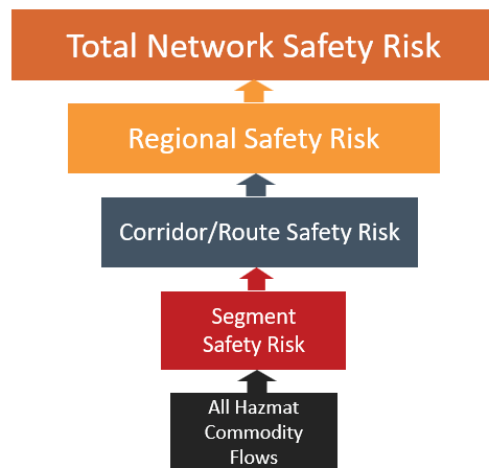 Total Network Safety Risk
Regional Safety Risk
Corridor/Route Safety Risk
Segment
Safety Risk
All Hazmat
Commodity
Flows